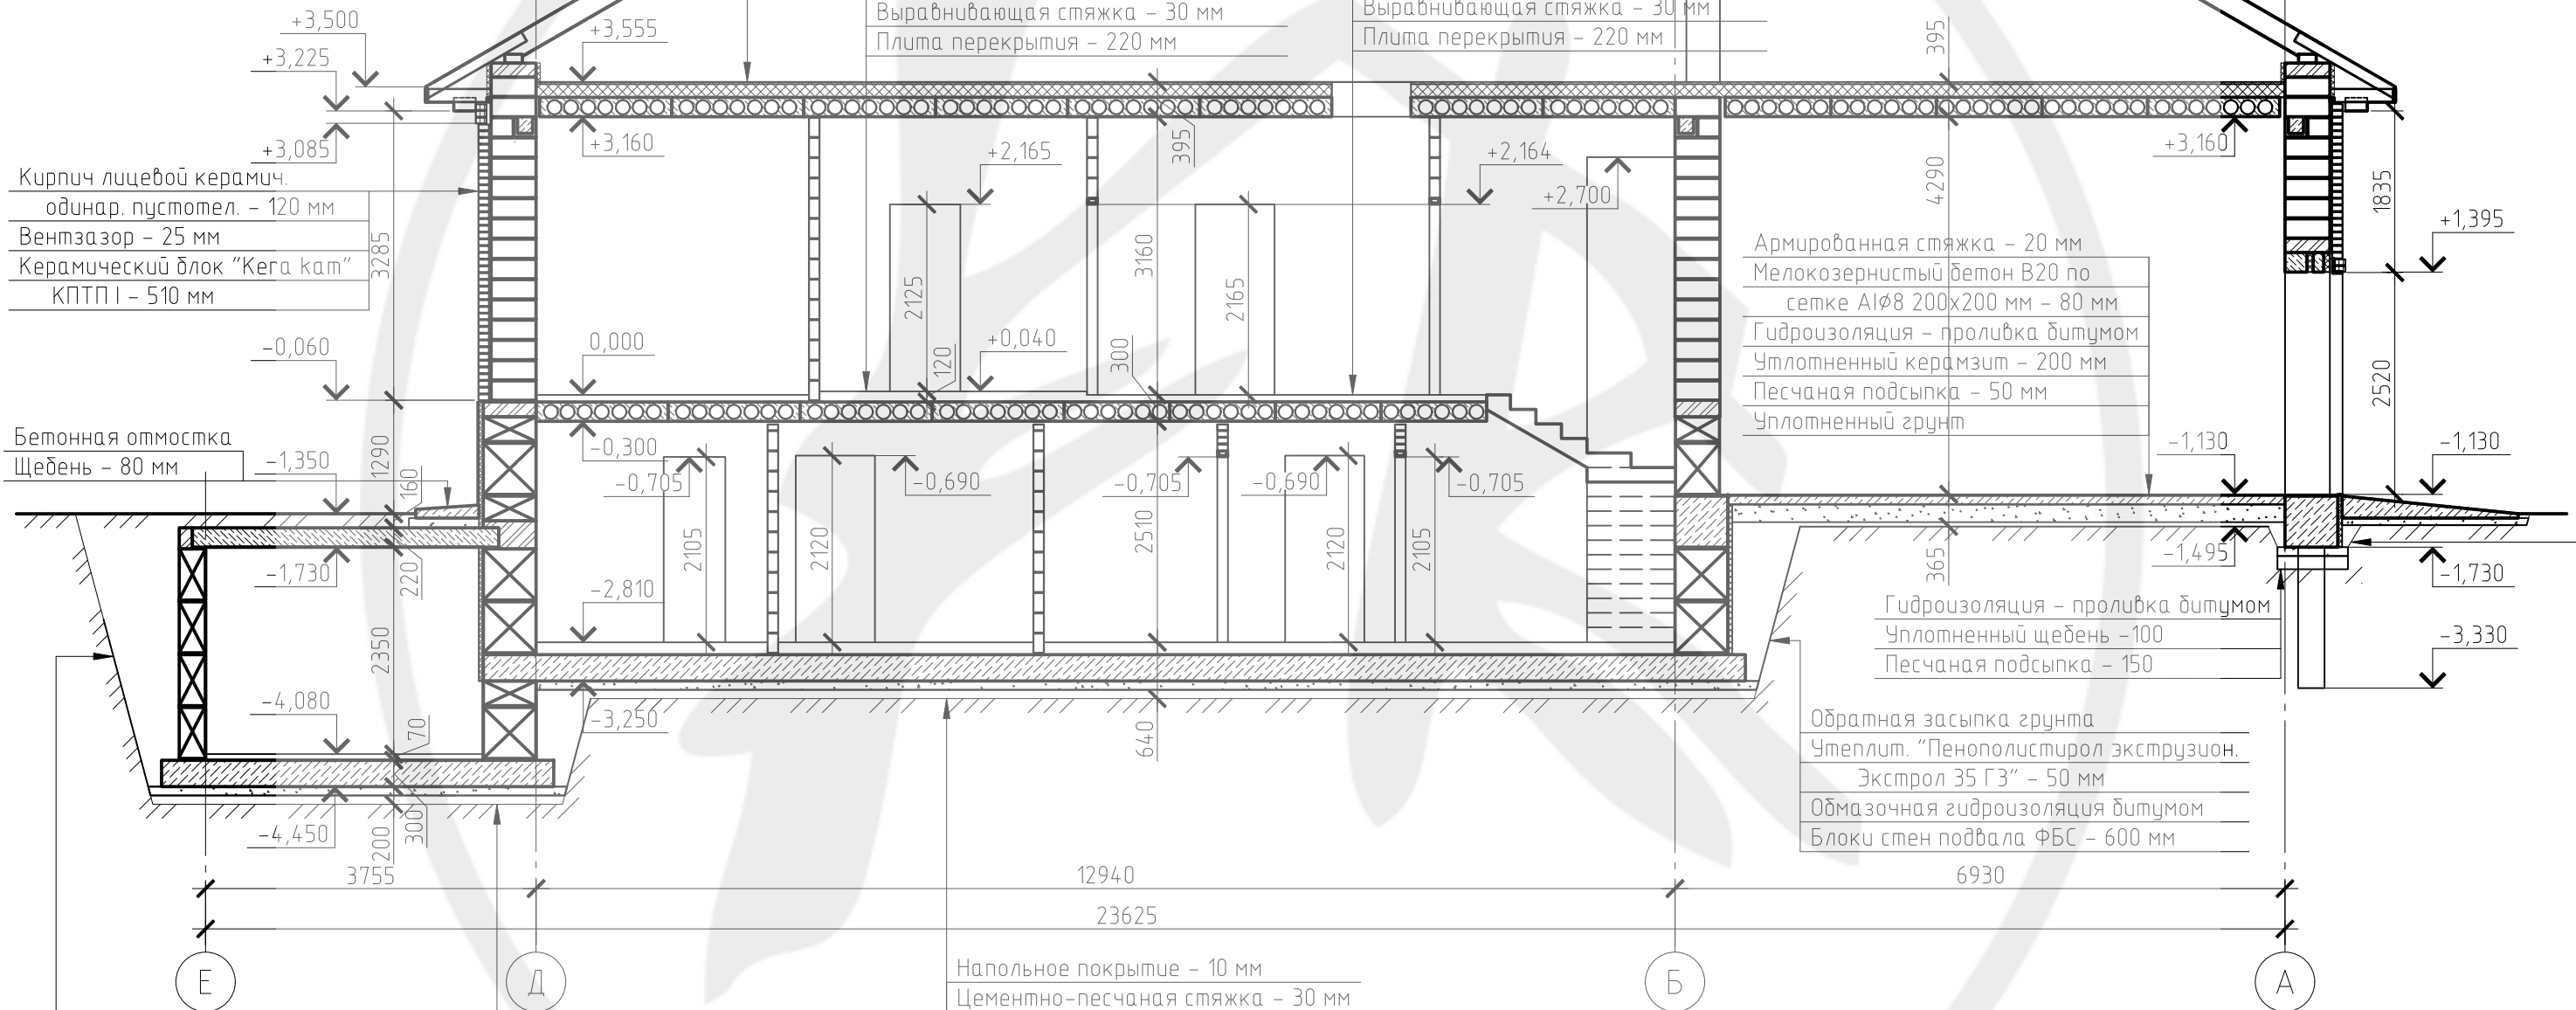 Выравнивающая стяжка – 30 мм
Плита перекрытия – 220 мм
Выравнивающая стяжка – 30 мм
Плита перекрытия – 220 мм
+3,500
+3,225
+3,085
+3,555
+3,160
395
+2,165
+2,164
+2,700
395
4290
+3,160
1835
+1,395
Кирпич лицевой керамич.
одинар. пустотел. – 120 мм
Вентзазор – 25 мм
Керамический блок "Kera kam"
КПТП I – 510 мм
3285
2125
3160
2165
Армированная стяжка – 20 мм
Мелокозернистый бетон В20 по
сетке АIφ8 200х200 мм – 80 мм
Гидроизоляция – проливка битумом
Утлотненный керамзит – 200 мм
Песчаная подсыпка – 50 мм
Уплотненный грунт
-0,060
0,000
120
+0,040
300
2520
Бетонная отмостка
Щебень – 80 мм
-1,350
1290
160
-0,300
-0,705
-0,690
-0,705
-0,690
-0,705
-1,130
-1,130
-1,730
220
2350
-2,810
2105
2120
2510
2120
2105
365
-1,495
-1,730
Гидроизоляция – проливка битумом
Уплотненный щебень –100
Песчаная подсыпка – 150
-3,330
-4,080
70
-3,250
640
-4,450
200
300
Обратная засыпка грунта
Утеплит. "Пенополистирол экструзион.
Экстрол 35 ГЗ" – 50 мм
Обмазочная гидроизоляция битумом
Блоки стен подвала ФБС – 600 мм
3755
12940
6930
23625
Е
Д
Б
А
Напольное покрытие – 10 мм
Цементно-песчаная стяжка – 30 мм